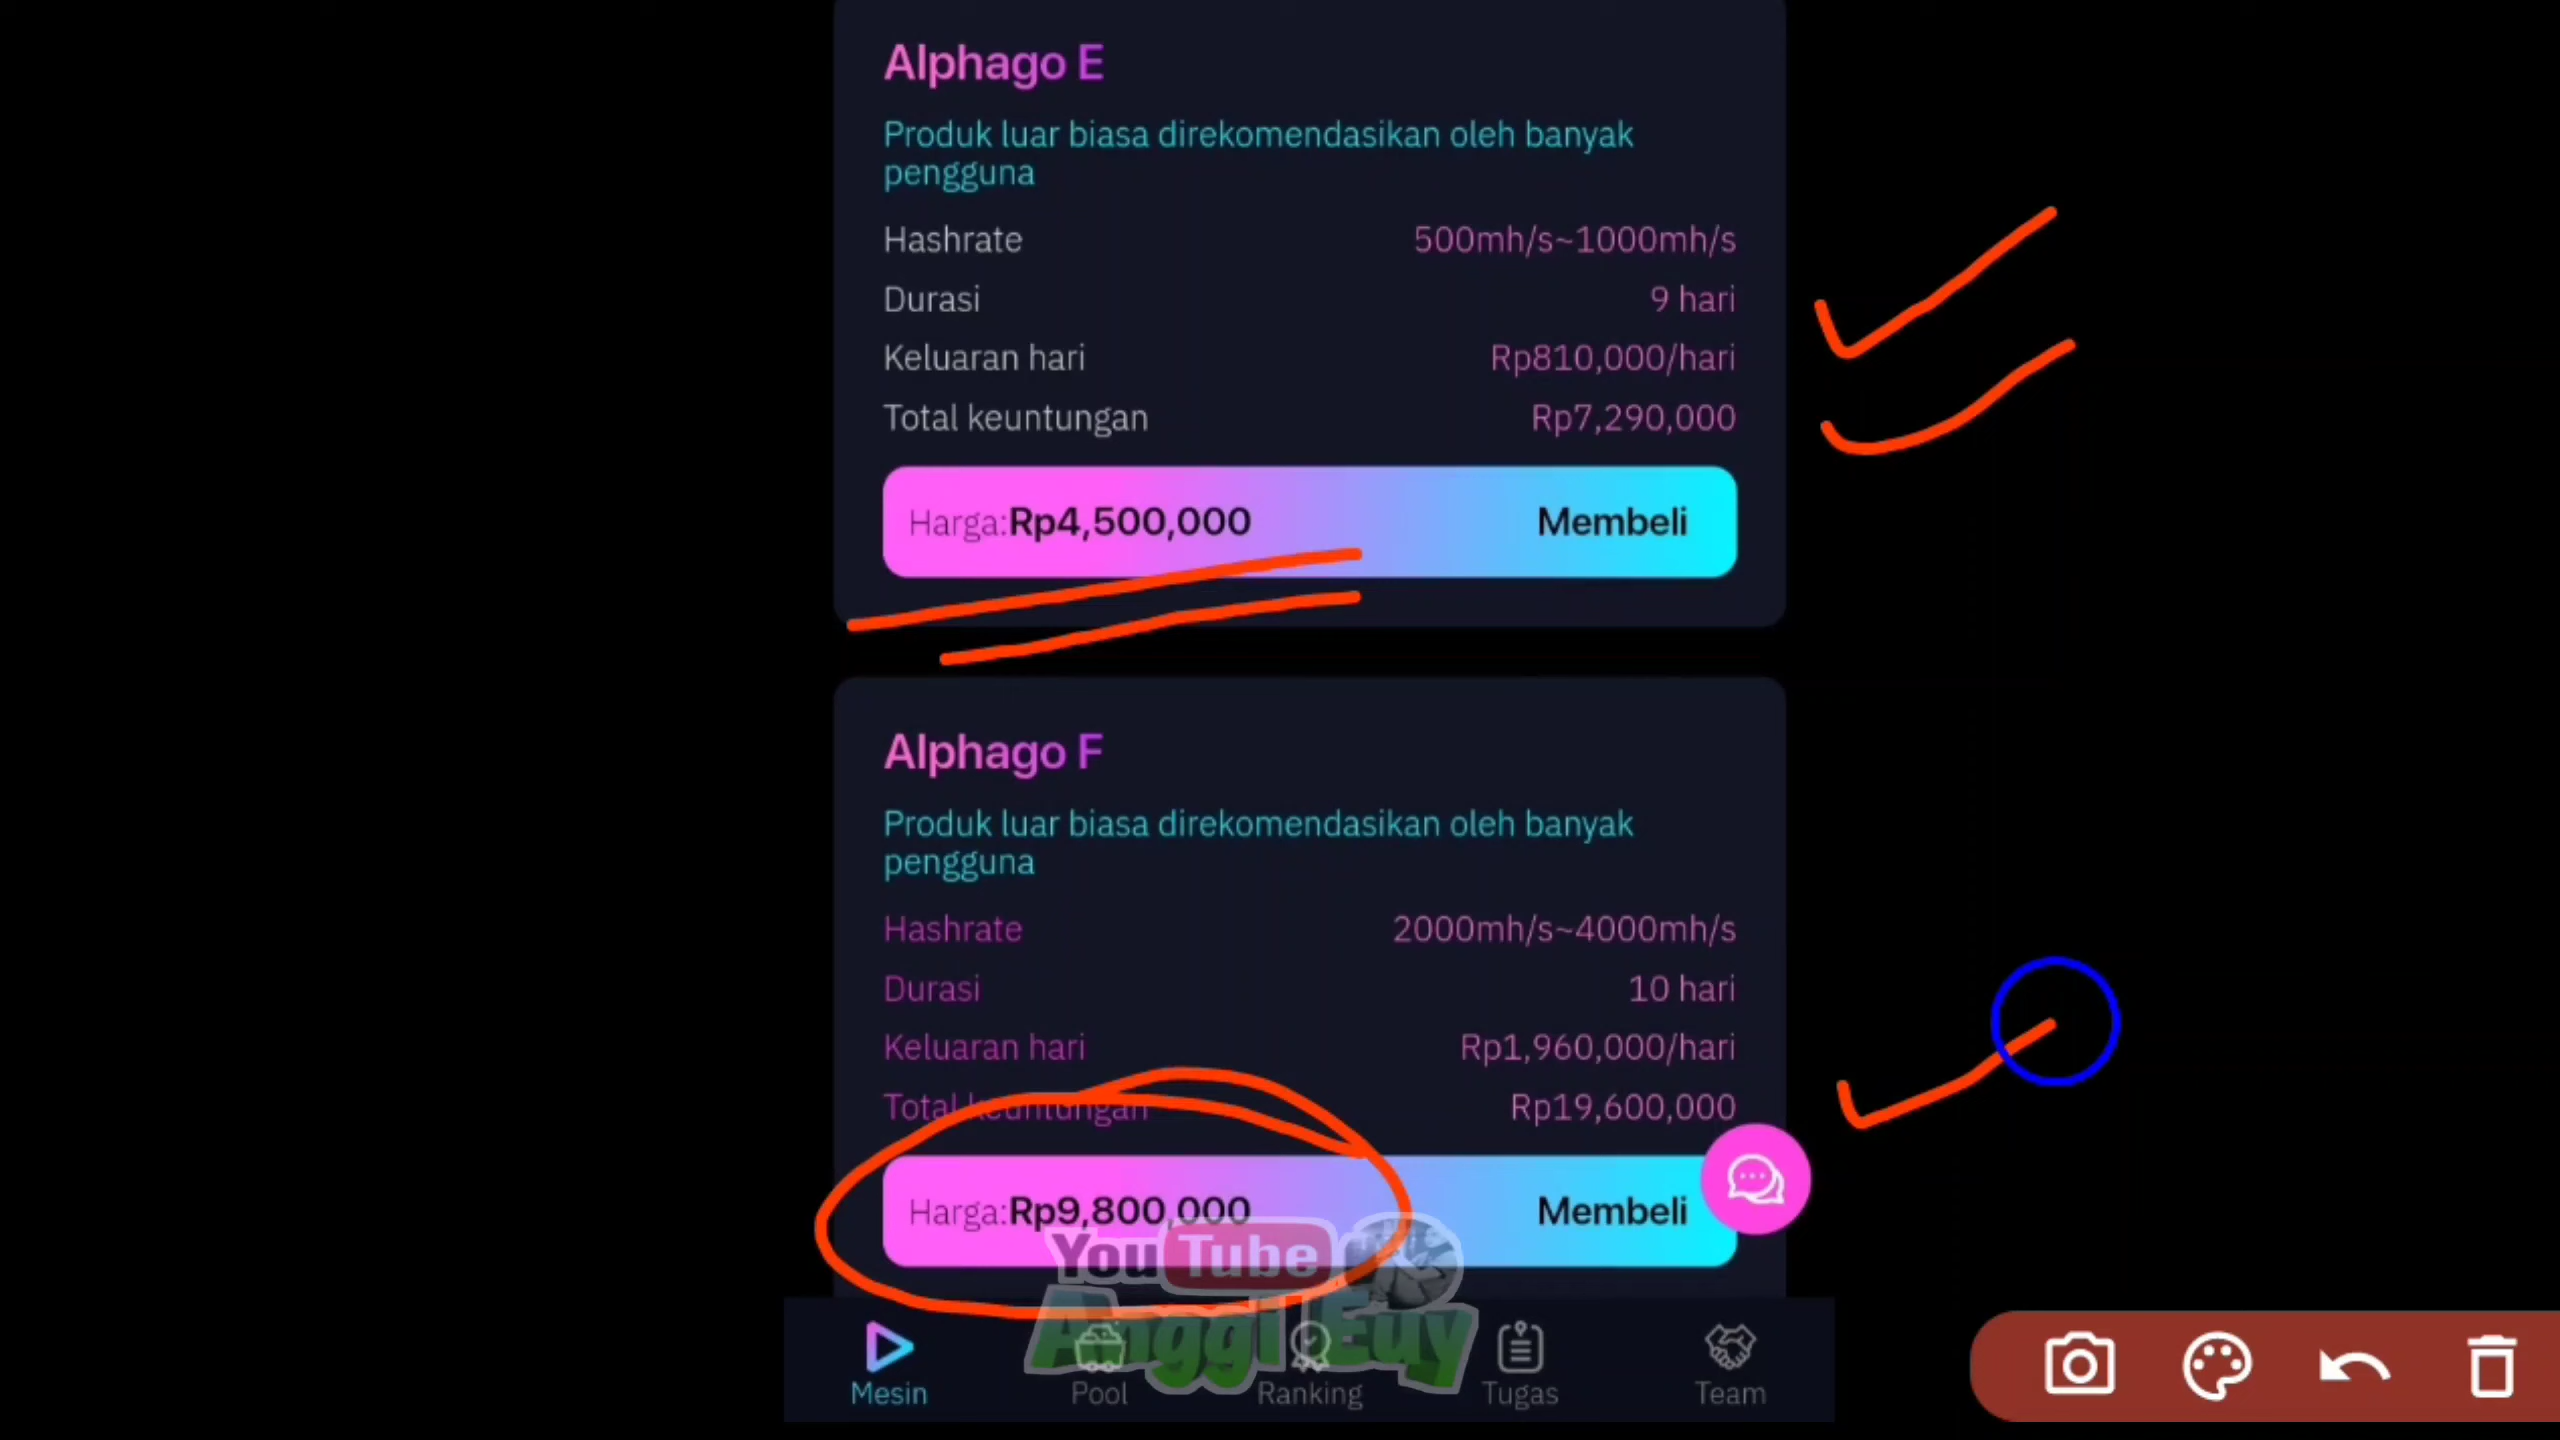 Alphago E
Produk luar biasa direkomendasikan oleh banyak
pengguna
Hashrate 500mh/s~1000mh/s
Durasi 9 hari
Keluaran hari Rp810,000/hari
Total keuntungan Rp7,290,000
Harga:Rp4,500,000 Membeli
Alphago F
Produk luar biasa direkomendasikan oleh banyak
pengguna
Hashrate 2000mh/s~4000mh/s
Durasi 10 hari
Keluaran hari Rp1,960,000/hari
Total keuntungan Rp19,600,000
Harga:Rp9,800,000 Membeli
YouTube
Anggi Euy
Mesin Pool Ranking Tugas Team